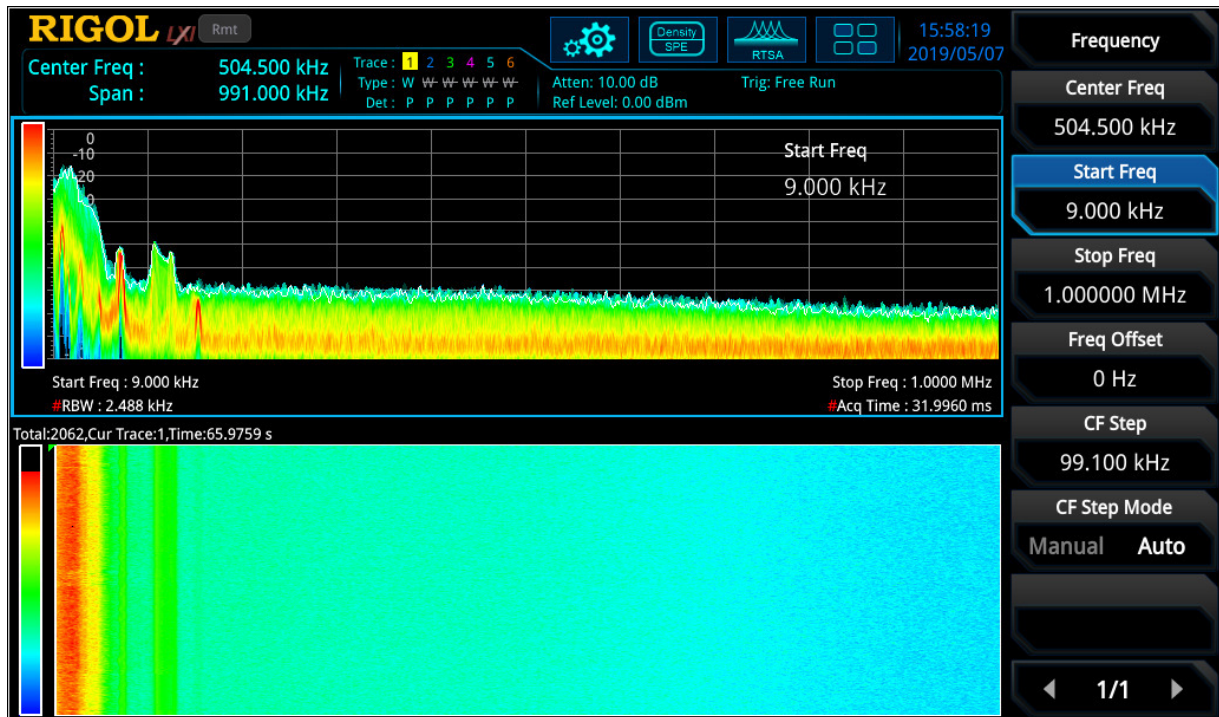 RIGOL LXI Rmt
Density
SPE
RTSA
15:58:19
2019/05/07
Center Freq : 504.500 kHz
Span : 991.000 kHz
Trace : 1 2 3 4 5 6
Type : W W W W W W
Det : P P P P P P
Atten: 10.00 dB
Ref Level: 0.00 dBm
Trig: Free Run
0
-10
Start Freq
9.000 kHz
Start Freq : 9.000 kHz
Stop Freq : 1.0000 MHz
#RBW : 2.488 kHz
#Acq Time : 31.9960 ms
Total:2062,Cur Trace:1,Time:65.9759 s
Frequency
Center Freq
504.500 kHz
Start Freq
9.000 kHz
Stop Freq
1.000000 MHz
Freq Offset
0 Hz
CF Step
99.100 kHz
CF Step Mode
Manual Auto
1/1